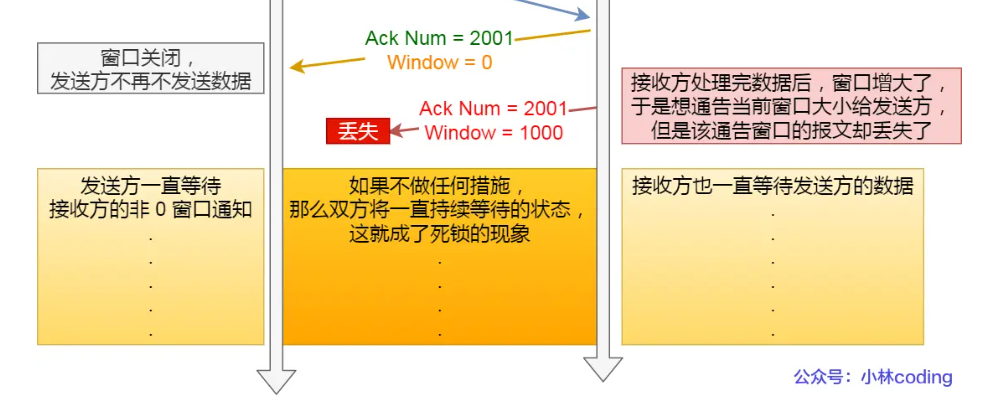 Ack Num = 2001
Window = 0
窗口关闭，
发送方不再不发送数据
接收方处理完数据后，窗口增大了，
于是想通告当前窗口大小给发送方，
但是该通告窗口的报文却丢失了
Ack Num = 2001
Window = 1000
丢失
发送方一直等待
接收方的非 0 窗口通知
.
.
.
.
.
如果不做任何措施，
那么双方将一直持续等待的状态，
这就成了死锁的现象
.
.
.
.
接收方也一直等待发送方的数据
.
.
.
.
.
.
公众号：小林coding